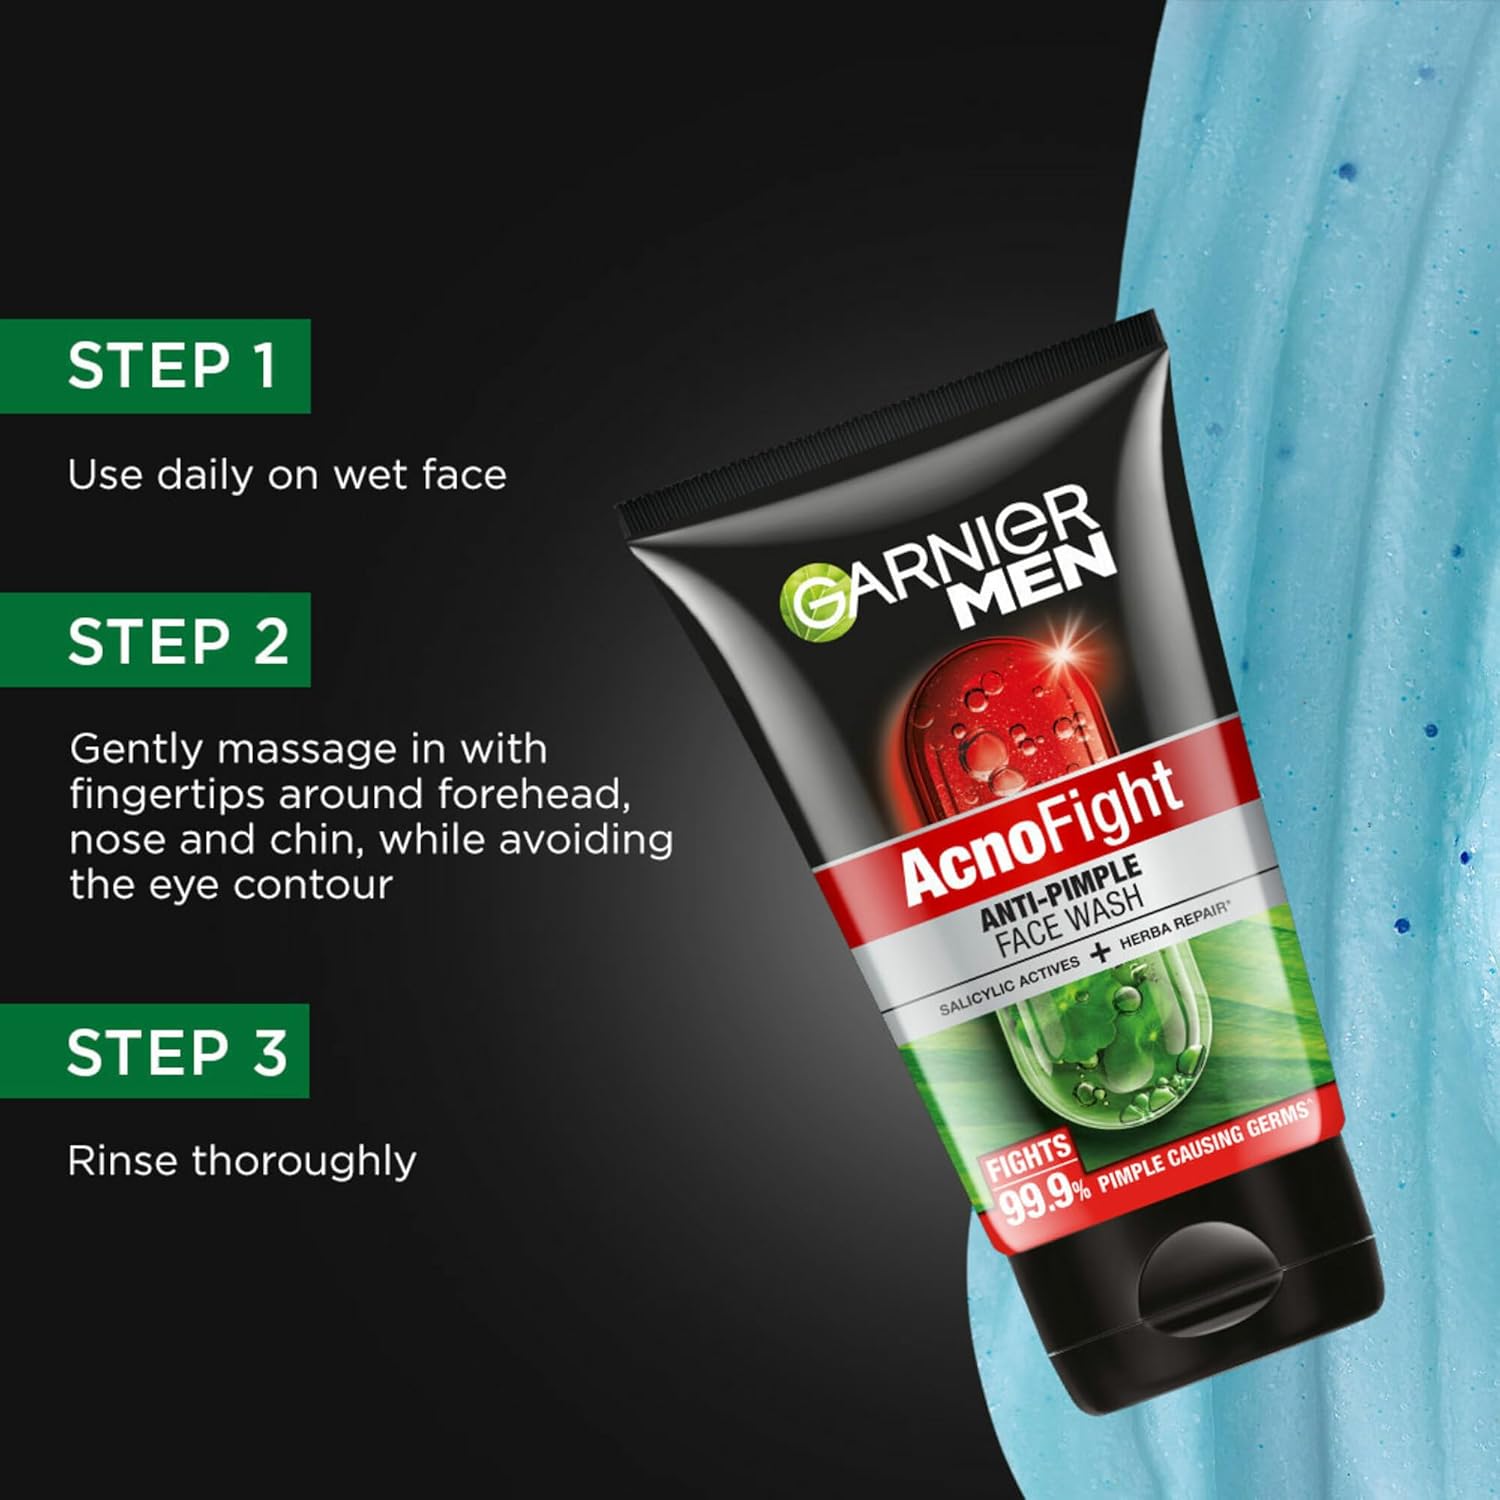 STEP 1
Use daily on wet face
STEP 2
Gently massage in with
fingertips around forehead,
nose and chin, while avoiding
the eye contour
STEP 3
Rinse thoroughly
GARNIER
MEN
AcnoFight
ANTI-PIMPLE
FACE WASH
SALICYLIC ACTIVES + HERBA REPAIR*
FIGHTS
99.9% PIMPLE CAUSING GERMS^